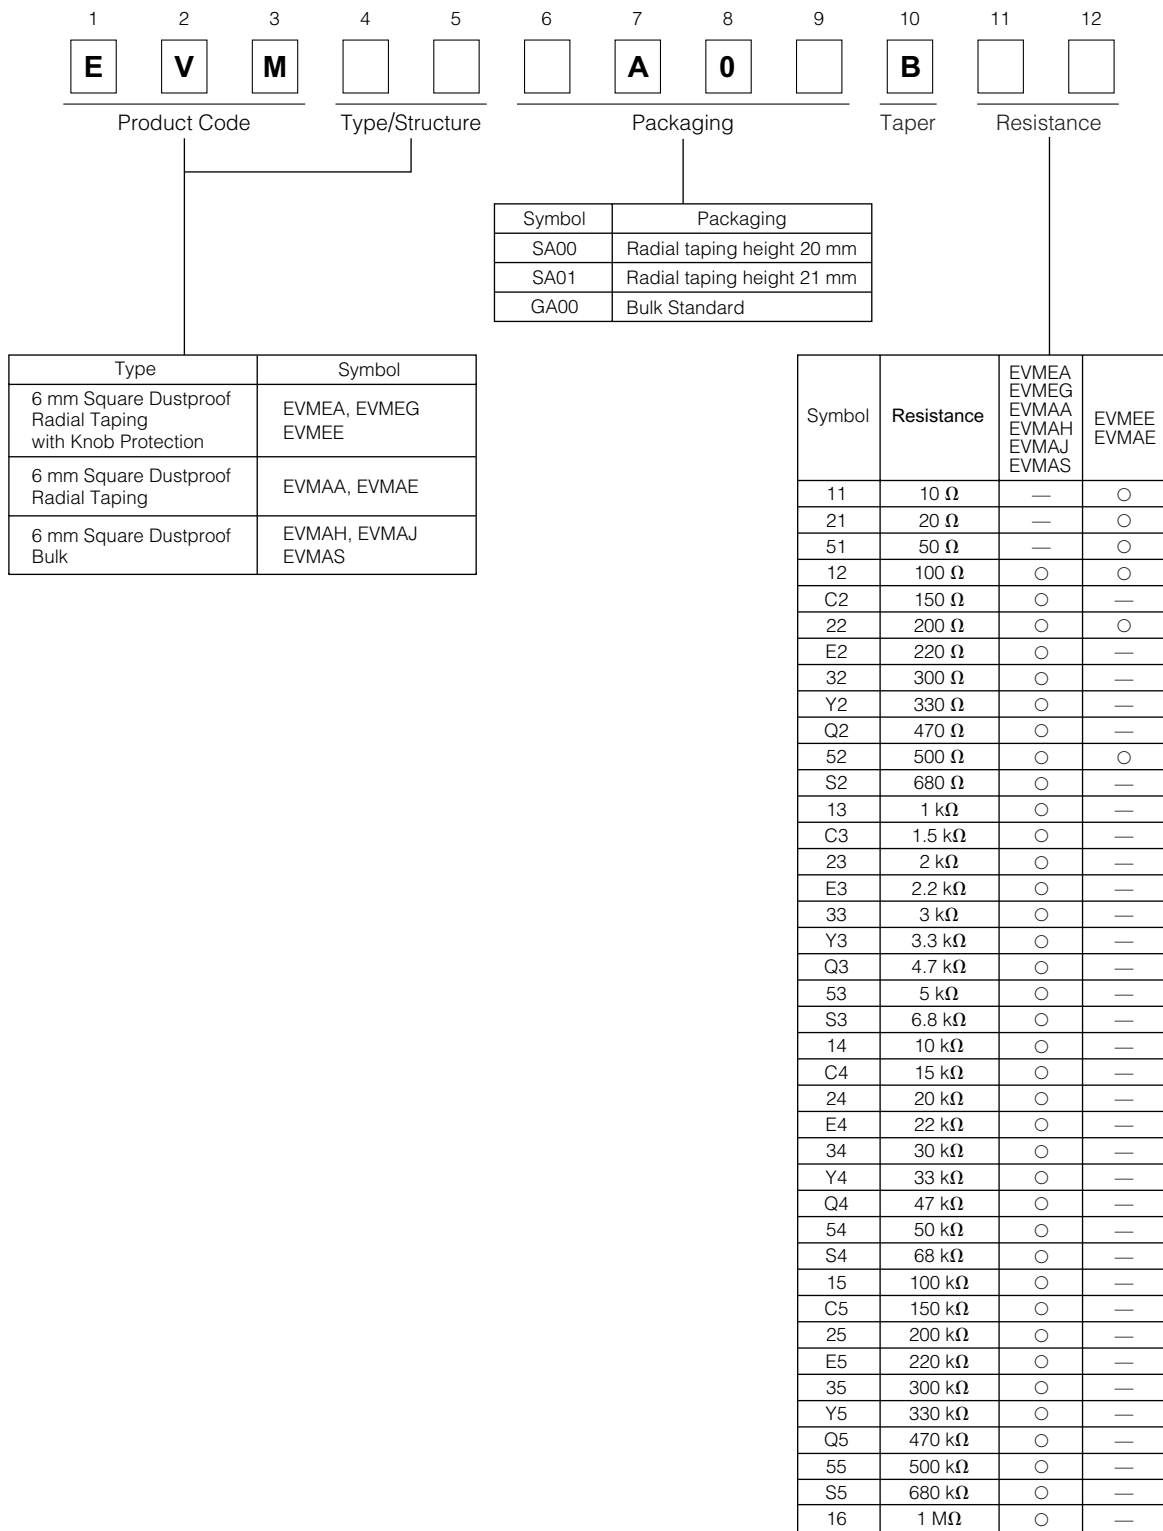 1 2 3 4 5 6 7 8 9 10 11 12
E V M A 0 B
Product Code Type/Structure Packaging Taper Resistance
Symbol Packaging
SA00 Radial taping height 20 mm
SA01 Radial taping height 21 mm
GA00 Bulk Standard
Type Symbol
6 mm Square Dustproof
Radial Taping
with Knob Protection
EVMEA, EVMEG
EVMEE
6 mm Square Dustproof
Radial Taping
EVMAA, EVMAE
6 mm Square Dustproof
Bulk
EVMAH, EVMAJ
EVMAS
Symbol Resistance
EVMEA
EVMEG
EVMAA
EVMAH
EVMAJ
EVMAS
EVMEE
EVMAE
11 10 Ω — ○
21 20 Ω — ○
51 50 Ω — ○
12 100 Ω ○ ○
C2 150 Ω ○ —
22 200 Ω ○ ○
E2 220 Ω ○ —
32 300 Ω ○ —
Y2 330 Ω ○ —
Q2 470 Ω ○ —
52 500 Ω ○ ○
S2 680 Ω ○ —
13 1 kΩ ○ —
C3 1.5 kΩ ○ —
23 2 kΩ ○ —
E3 2.2 kΩ ○ —
33 3 kΩ ○ —
Y3 3.3 kΩ ○ —
Q3 4.7 kΩ ○ —
53 5 kΩ ○ —
S3 6.8 kΩ ○ —
14 10 kΩ ○ —
C4 15 kΩ ○ —
24 20 kΩ ○ —
E4 22 kΩ ○ —
34 30 kΩ ○ —
Y4 33 kΩ ○ —
Q4 47 kΩ ○ —
54 50 kΩ ○ —
S4 68 kΩ ○ —
15 100 kΩ ○ —
C5 150 kΩ ○ —
25 200 kΩ ○ —
E5 220 kΩ ○ —
35 300 kΩ ○ —
Y5 330 kΩ ○ —
Q5 470 kΩ ○ —
55 500 kΩ ○ —
S5 680 kΩ ○ —
16 1 MΩ ○ —